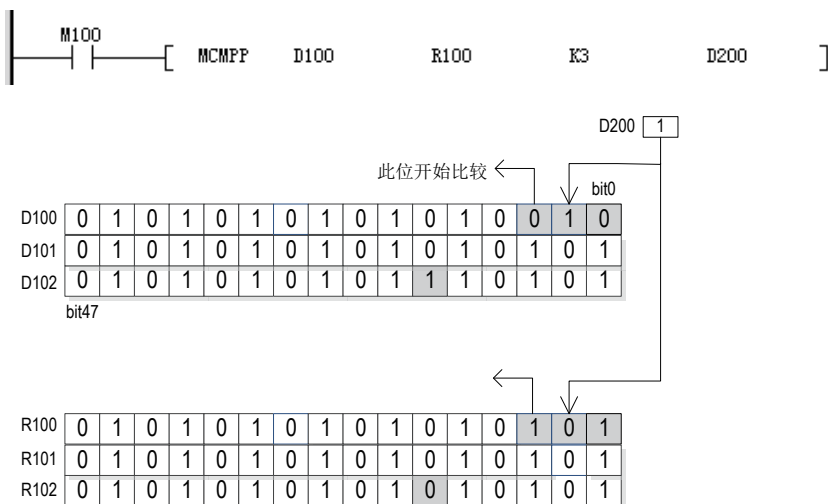 M100
MCMPP D100 R100 K3 D200
D200 1
此位开始比较
bit0
D100 0 1 0 1 0 1 0 1 0 1 0 1 0 0 1 0
D101 0 1 0 1 0 1 0 1 0 1 0 1 0 1 0 1
D102 0 1 0 1 0 1 0 1 0 1 1 1 0 1 0 1
bit47
R100 0 1 0 1 0 1 0 1 0 1 0 1 0 1 0 1
R101 0 1 0 1 0 1 0 1 0 1 0 1 0 1 0 1
R102 0 1 0 1 0 1 0 1 0 1 0 1 0 1 0 1